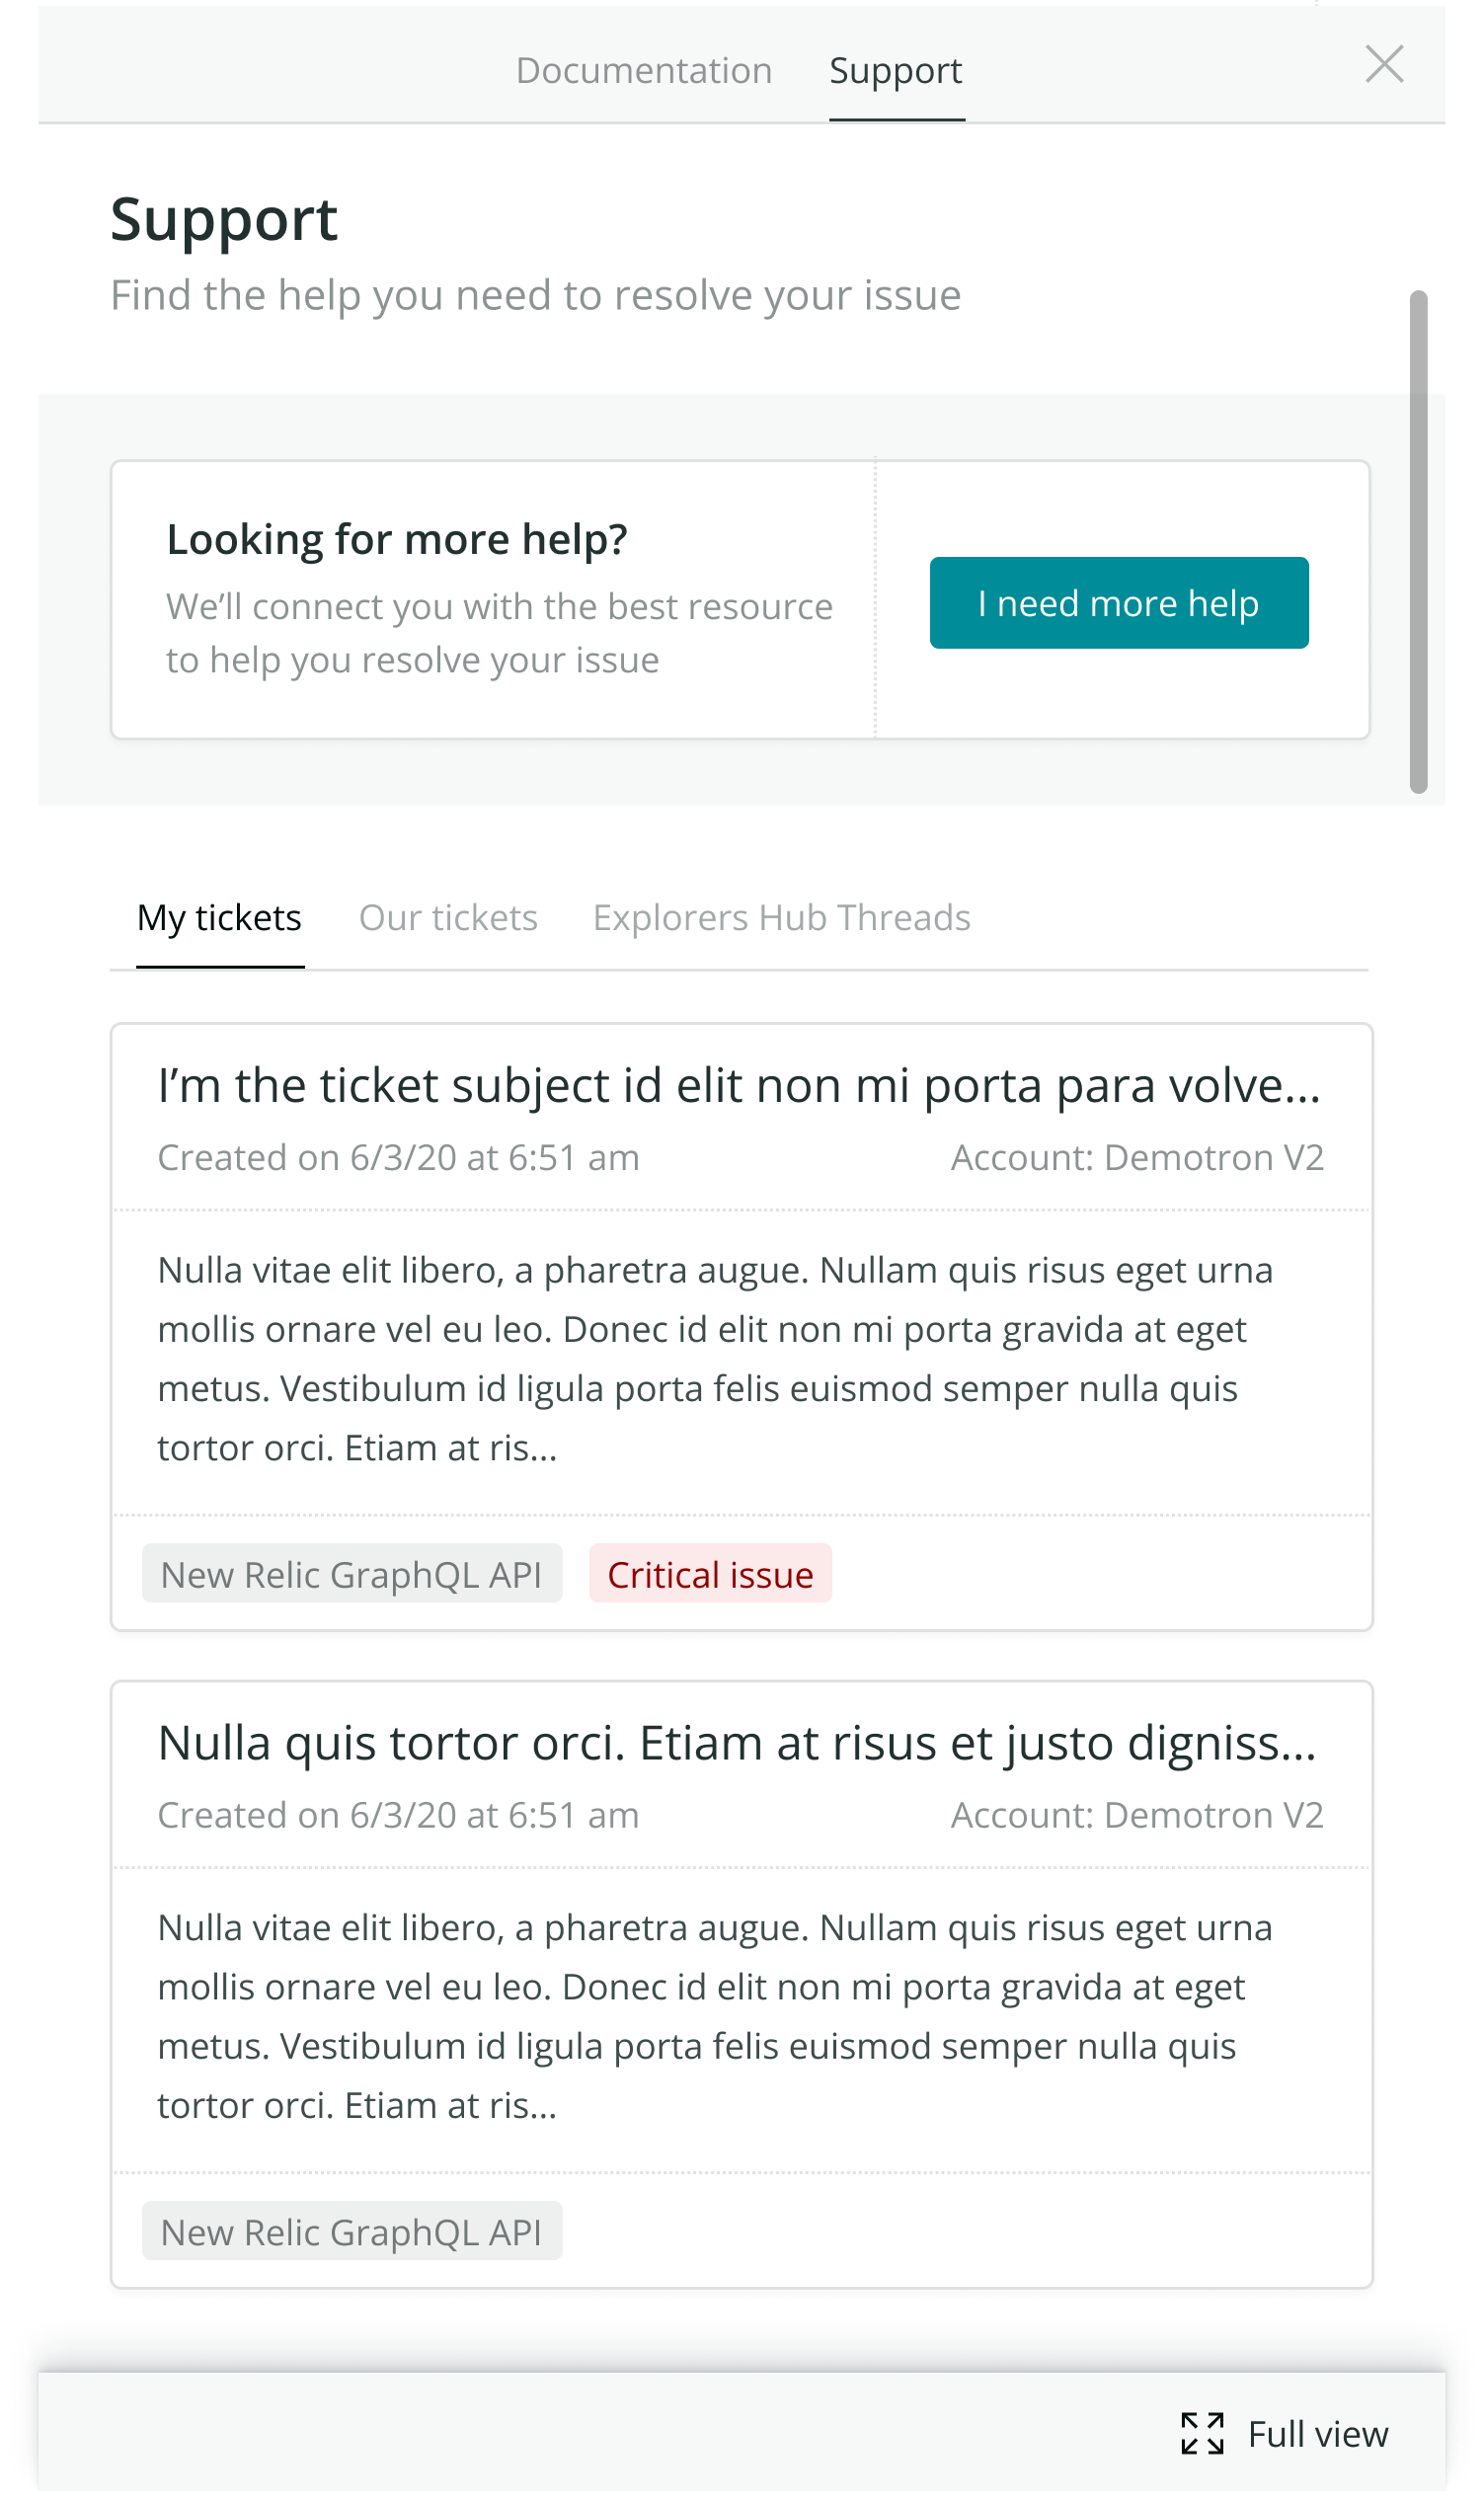 Documentation Support
Support
Find the help you need to resolve your issue
Looking for more help?
We’ll connect you with the best resource
to help you resolve your issue
I need more help
My tickets Our tickets Explorers Hub Threads
I’m the ticket subject id elit non mi porta para volve...
Created on 6/3/20 at 6:51 am Account: Demotron V2
Nulla vitae elit libero, a pharetra augue. Nullam quis risus eget urna
mollis ornare vel eu leo. Donec id elit non mi porta gravida at eget
metus. Vestibulum id ligula porta felis euismod semper nulla quis
tortor orci. Etiam at ris...
New Relic GraphQL API Critical issue
Nulla quis tortor orci. Etiam at risus et justo digniss...
Created on 6/3/20 at 6:51 am Account: Demotron V2
Nulla vitae elit libero, a pharetra augue. Nullam quis risus eget urna
mollis ornare vel eu leo. Donec id elit non mi porta gravida at eget
metus. Vestibulum id ligula porta felis euismod semper nulla quis
tortor orci. Etiam at ris...
New Relic GraphQL API
Full view